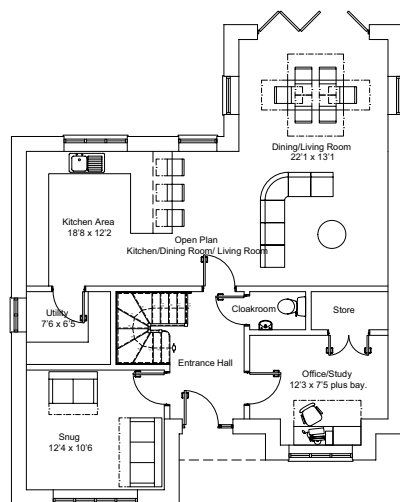 Dining/Living Room
22'1 x 13'1
Kitchen Area
18'8 x 12'2
Open Plan
Kitchen/Dining Room/ Living Room
Utility
7'6 x 6'5
Cloakroom
Store
Entrance Hall
Office/Study
12'3 x 7'5 plus bay.
Snug
12'4 x 10'6